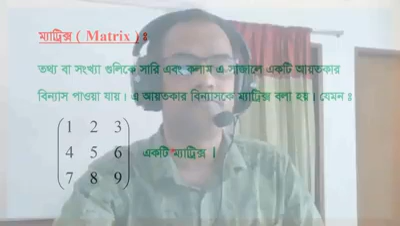 ম্যাট্রিক্স ( Matrix ) ঃ
তথ্য বা সংখ্যা গুলিকে সারি এবং কলাম এ সাজালে একটি আয়তকার
বিন্যাস পাওয়া যায় । এ আয়তকার বিন্যাসকে ম্যাট্রিক্স বলা হয় । যেমন ঃ
1 2 3
4 5 6 একটি ম্যাট্রিক্স ।
7 8 9